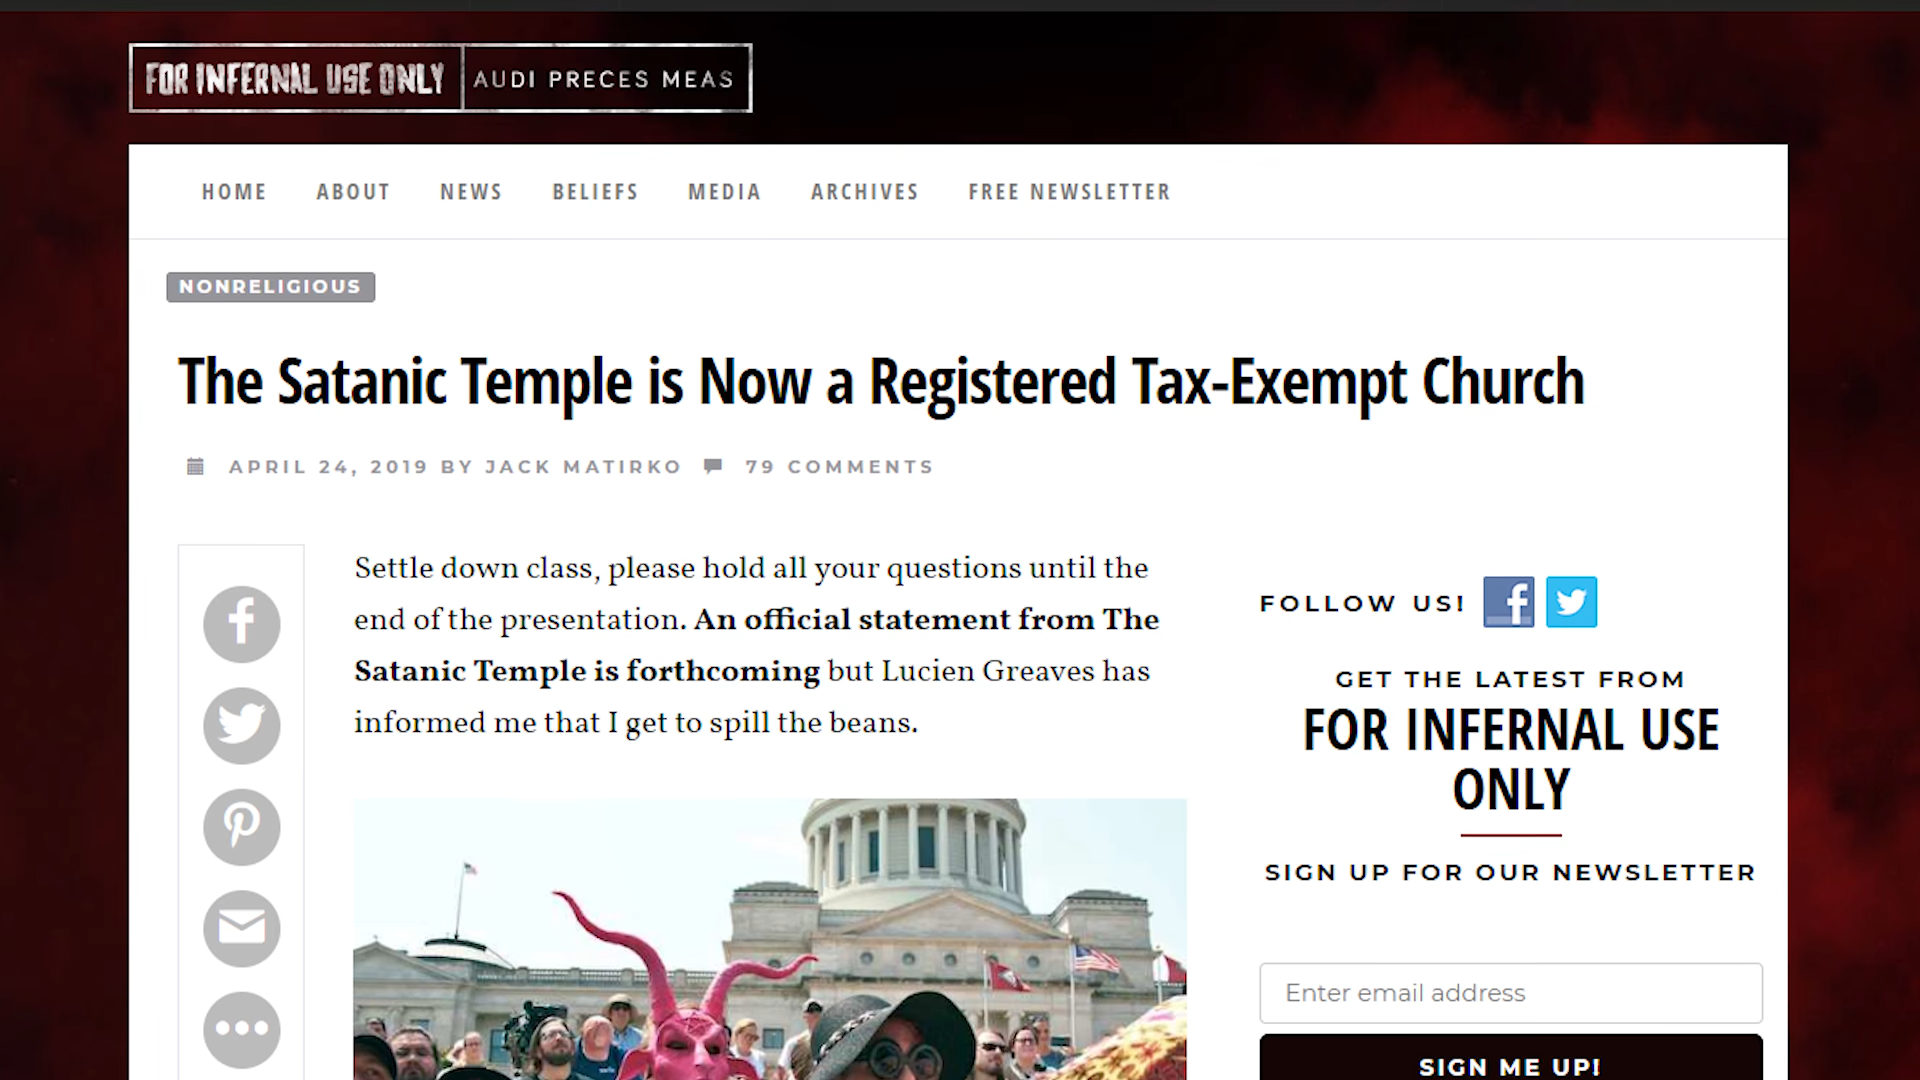 FOR INFERNAL USE ONLY
AUDI PRECES MEAS
HOME ABOUT NEWS BELIEFS MEDIA ARCHIVES FREE NEWSLETTER
NONRELIGIOUS
The Satanic Temple is Now a Registered Tax-Exempt Church
APRIL 24, 2019 BY JACK MATIRKO 79 COMMENTS
Settle down class, please hold all your questions until the
end of the presentation. An official statement from The
Satanic Temple is forthcoming but Lucien Greaves has
informed me that I get to spill the beans.
FOLLOW US!
GET THE LATEST FROM
FOR INFERNAL USE
ONLY
SIGN UP FOR OUR NEWSLETTER
Enter email address
SIGN ME UP!